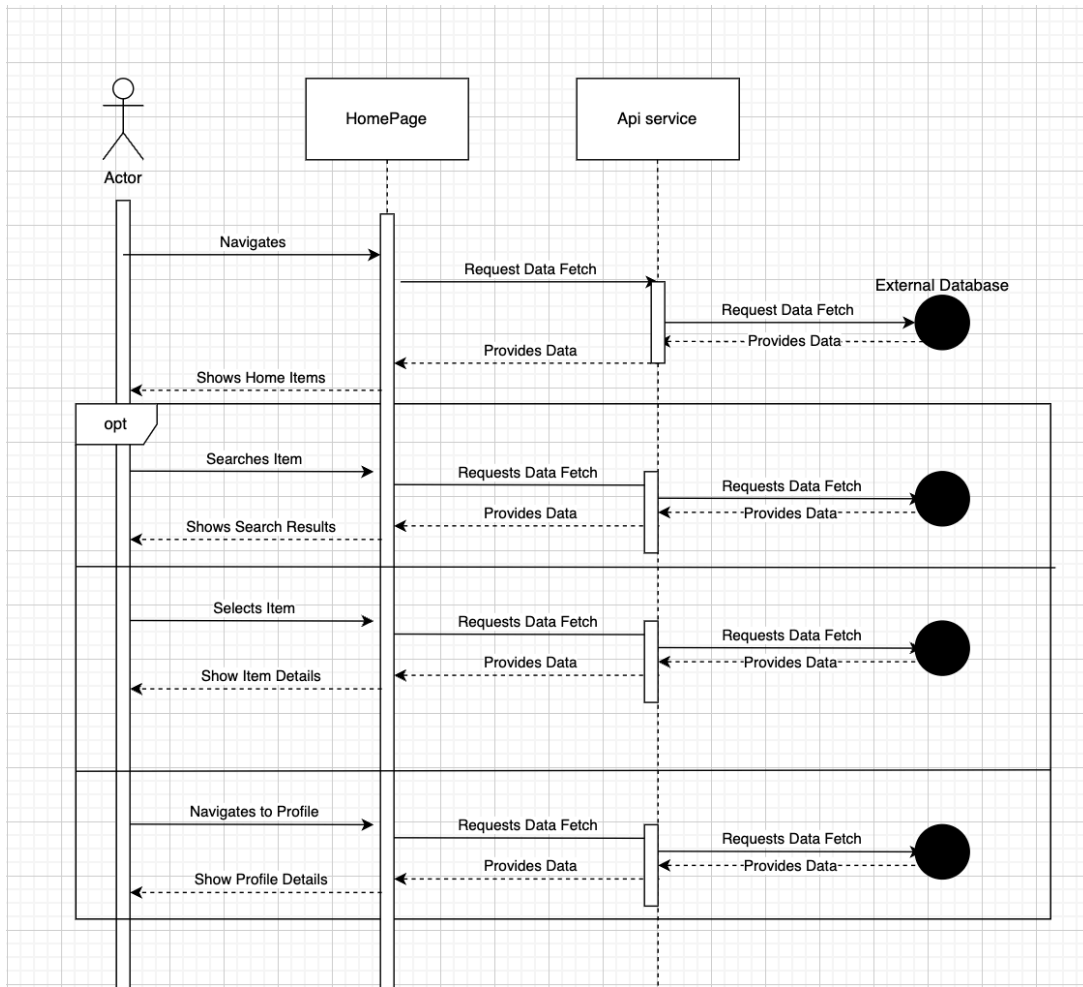 HomePage
Api service
Actor
Navigates
Request Data Fetch
External Database
Request Data Fetch
Provides Data
Provides Data
Shows Home Items
opt
Searches Item
Requests Data Fetch
Requests Data Fetch
Provides Data
Provides Data
Shows Search Results
Selects Item
Requests Data Fetch
Requests Data Fetch
Provides Data
Provides Data
Show Item Details
Navigates to Profile
Requests Data Fetch
Requests Data Fetch
Provides Data
Provides Data
Show Profile Details